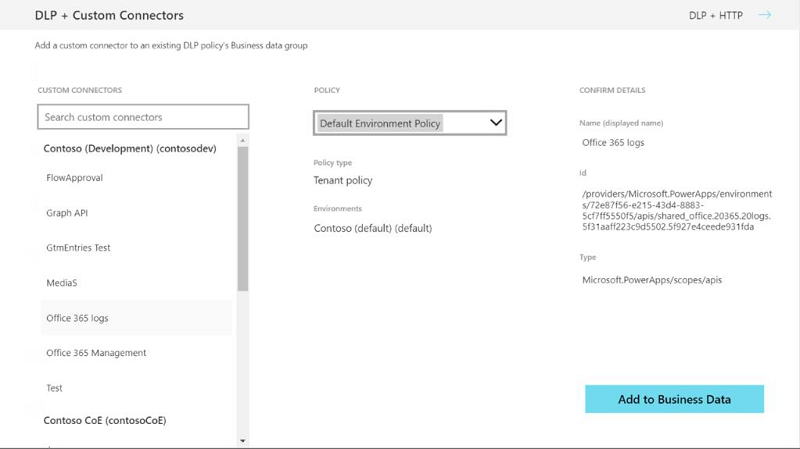 DLP + Custom Connectors
DLP + HTTP
Add a custom connector to an existing DLP policy's Business data group
CUSTOM CONNECTORS
Search custom connectors
Contoso (Development) (contosodev)
FlowApproval
Graph API
GtmEntries Test
MediaS
Office 365 logs
Office 365 Management
Test
Contoso CoE (contosoCoE)
POLICY
Default Environment Policy
Policy type
Tenant policy
Environments
Contoso (default) (default)
CONFIRM DETAILS
Name (displayed name)
Office 365 logs
Id
/providers/Microsoft.PowerApps/environment
s/72e87f56-e215-43d4-8883-
5cf7ff5550f5/apis/shared_office.20365.20logs.
5f31aaff223c9d5502.5f927e4ceede931fda
Type
Microsoft.PowerApps/scopes/apis
Add to Business Data